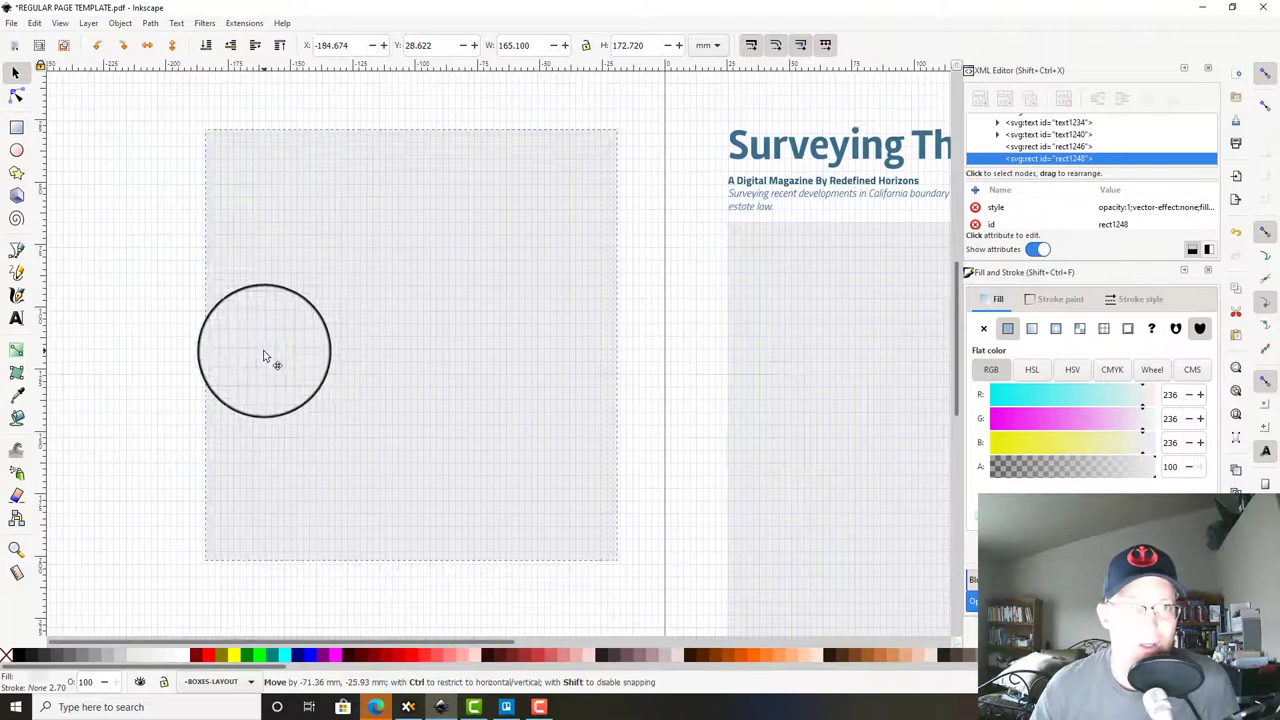 *REGULAR PAGE TEMPLATE.pdf - Inkscape
File Edit View Layer Object Path Text Filters Extensions Help
X: -184.674 Y: 28.622 W: 165.100 H: 172.720 mm
XML Editor (Shift+Ctrl+X)
<svg:text id="text1234">
<svg:text id="text1240">
<svg:rect id="rect1246">
<svg:rect id="rect1248">
Click to select nodes, drag to rearrange.
Name Value
style opacity:1;vector-effect:none;fill...
id rect1248
Click attribute to edit.
Show attributes
Fill and Stroke (Shift+Ctrl+F)
Fill Stroke paint Stroke style
Flat color
RGB HSL HSV CMYK Wheel CMS
R: 236
G: 236
B: 236
A: 100
Surveying Th
A Digital Magazine By Redefined Horizons
Surveying recent developments in California boundary
estate law.
Fill:
Stroke: None 2.70
O: 100
BOXES-LAYOUT
Move by -71.36 mm, -25.93 mm; with Ctrl to restrict to horizontal/vertical; with Shift to disable snapping
Type here to search